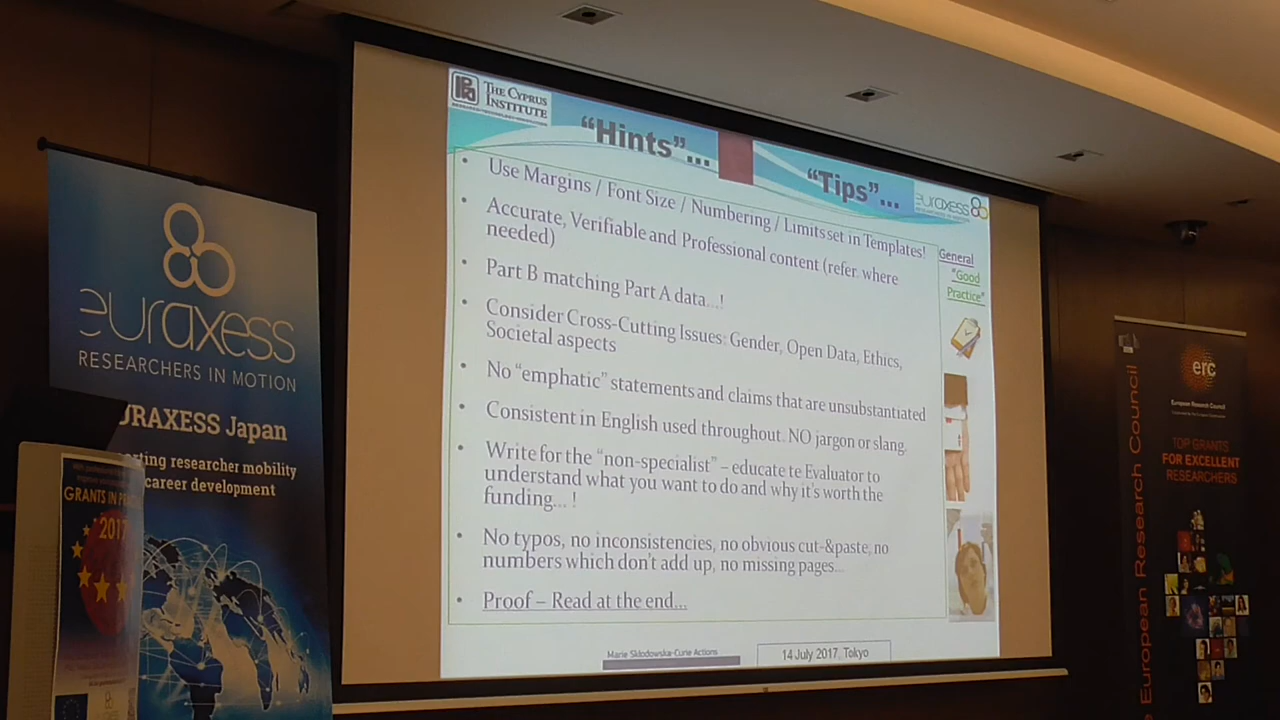 THE CYPRUS
INSTITUTE
“Hints”...
“Tips”...
euraxess
• Use Margins / Font Size / Numbering / Limits set in Templates!
• Accurate, Verifiable and Professional content (refer. where
needed)
• Part B matching Part A data...!
• Consider Cross-Cutting Issues: Gender, Open Data, Ethics,
Societal aspects
• No “emphatic” statements and claims that are unsubstantiated
• Consistent in English used throughout. NO jargon or slang.
• Write for the “non-specialist” – educate te Evaluator to
understand what you want to do and why it's worth the
funding... !
• No typos, no inconsistencies, no obvious cut-&paste, no
numbers which don't add up, no missing pages...
• Proof – Read at the end...
General
“Good
Practice”
Marie Skłodowska-Curie Actions
14 July 2017, Tokyo
euraxess
RESEARCHERS IN MOTION
URAXESS Japan
rting researcher mobility
career development
GRANTS IN
2017
European Research Council
erc
European Research Council
TOP GRANTS
FOR EXCELLENT
RESEARCHERS